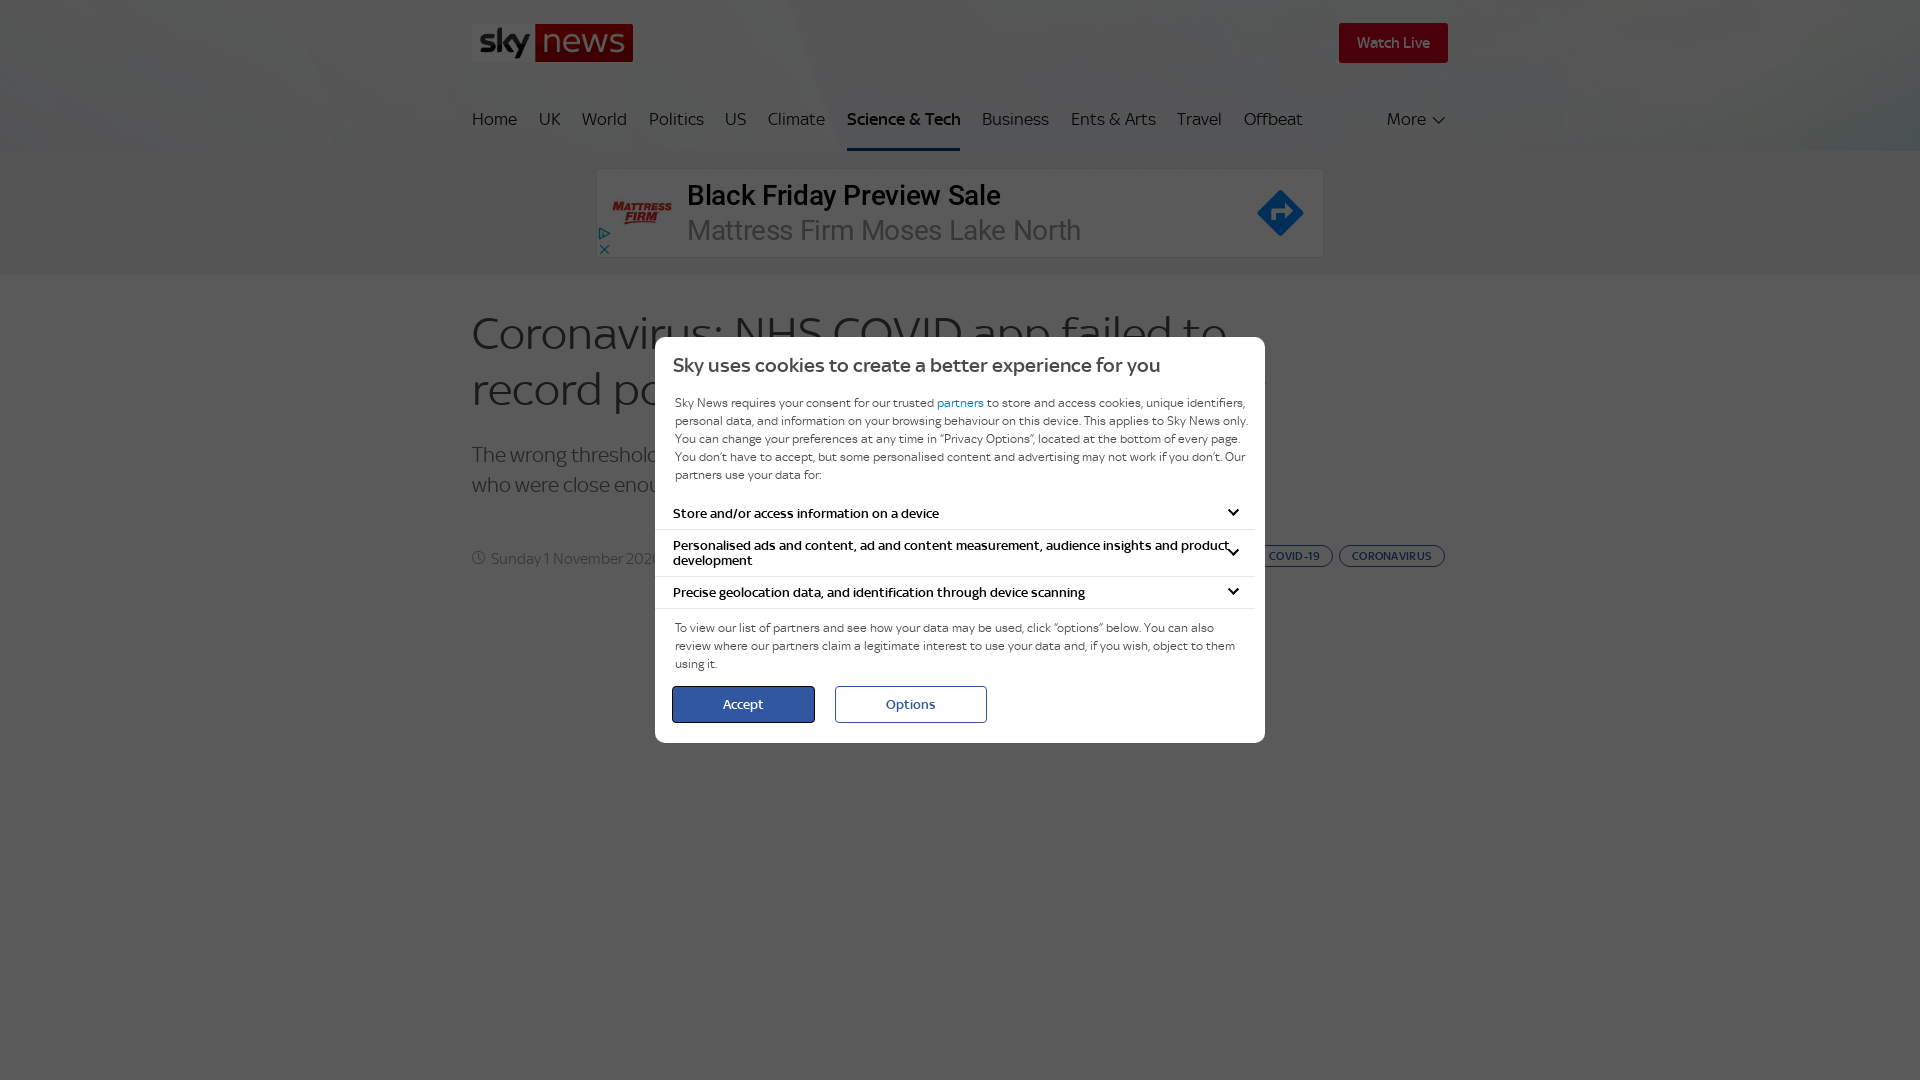 sky news
Watch Live
Home UK World Politics US Climate Science & Tech Business Ents & Arts Travel Offbeat More
MATTRESS FIRM
Black Friday Preview Sale
Mattress Firm Moses Lake North
Coronavirus: NHS COVID app failed to
record po
The wrong threshold
who were close enou
Sunday 1 November 2020
COVID-19
CORONAVIRUS
Sky uses cookies to create a better experience for you
Sky News requires your consent for our trusted partners to store and access cookies, unique identifiers,
personal data, and information on your browsing behaviour on this device. This applies to Sky News only.
You can change your preferences at any time in “Privacy Options”, located at the bottom of every page.
You don’t have to accept, but some personalised content and advertising may not work if you don’t. Our
partners use your data for:
Store and/or access information on a device
Personalised ads and content, ad and content measurement, audience insights and product
development
Precise geolocation data, and identification through device scanning
To view our list of partners and see how your data may be used, click “options” below. You can also
review where our partners claim a legitimate interest to use your data and, if you wish, object to them
using it.
Accept
Options